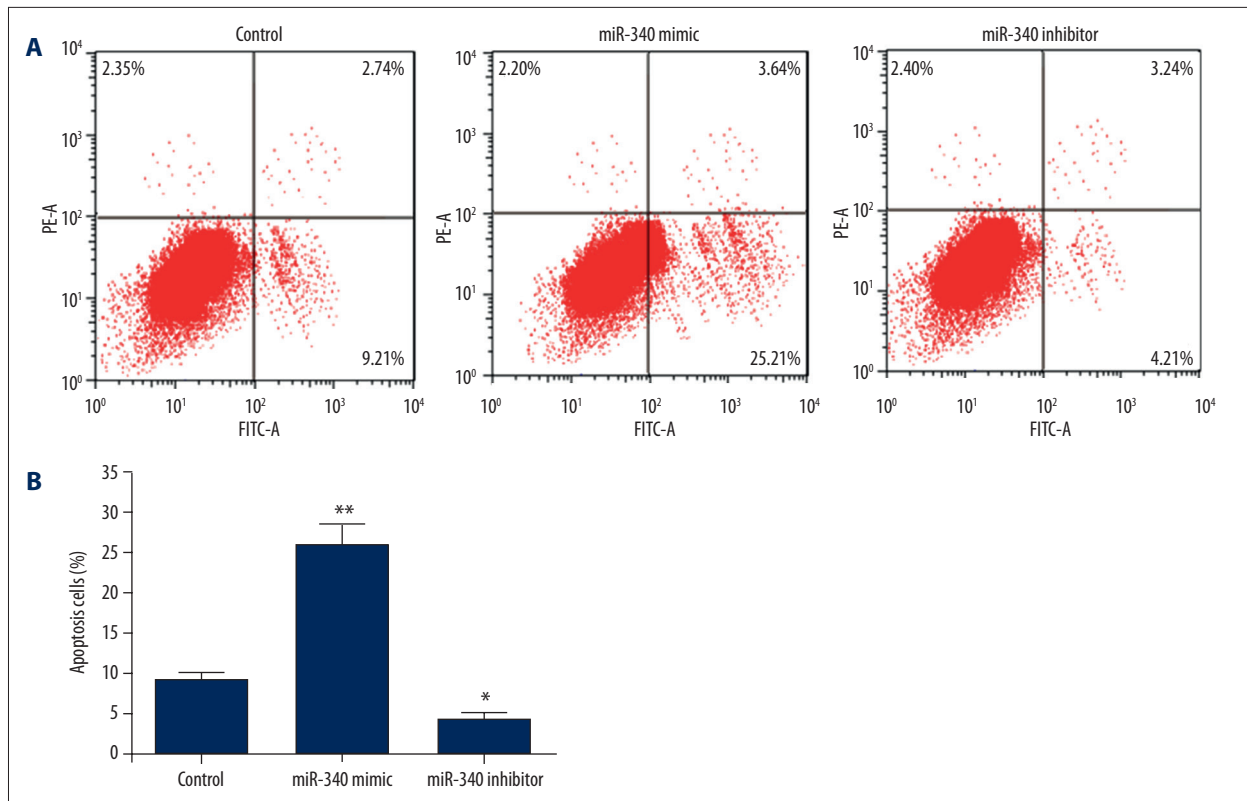 A
Control
miR-340 mimic
miR-340 inhibitor
10⁴
2.35%
2.74%
10³
10²
10¹
10⁰
9.21%
PE-A
10⁰ 10¹ 10² 10³ 10⁴
FITC-A
10⁴
2.20%
3.64%
10³
10²
10¹
10⁰
25.21%
PE-A
10⁰ 10¹ 10² 10³ 10⁴
FITC-A
10⁴
2.40%
3.24%
10³
10²
10¹
10⁰
4.21%
PE-A
10⁰ 10¹ 10² 10³ 10⁴
FITC-A
B
35
30
25
20
15
10
5
0
Apoptosis cells (%)
**
*
Control
miR-340 mimic
miR-340 inhibitor